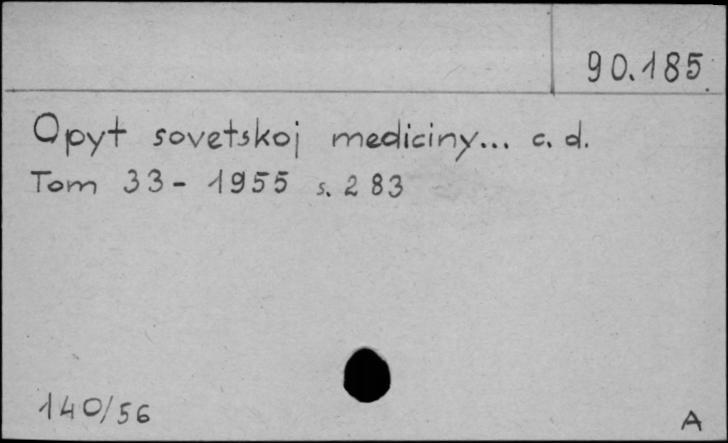 90.185
Opyt sovetskoj mediciny... c. d.
Tom 33- 1955 s. 283
140/56
A